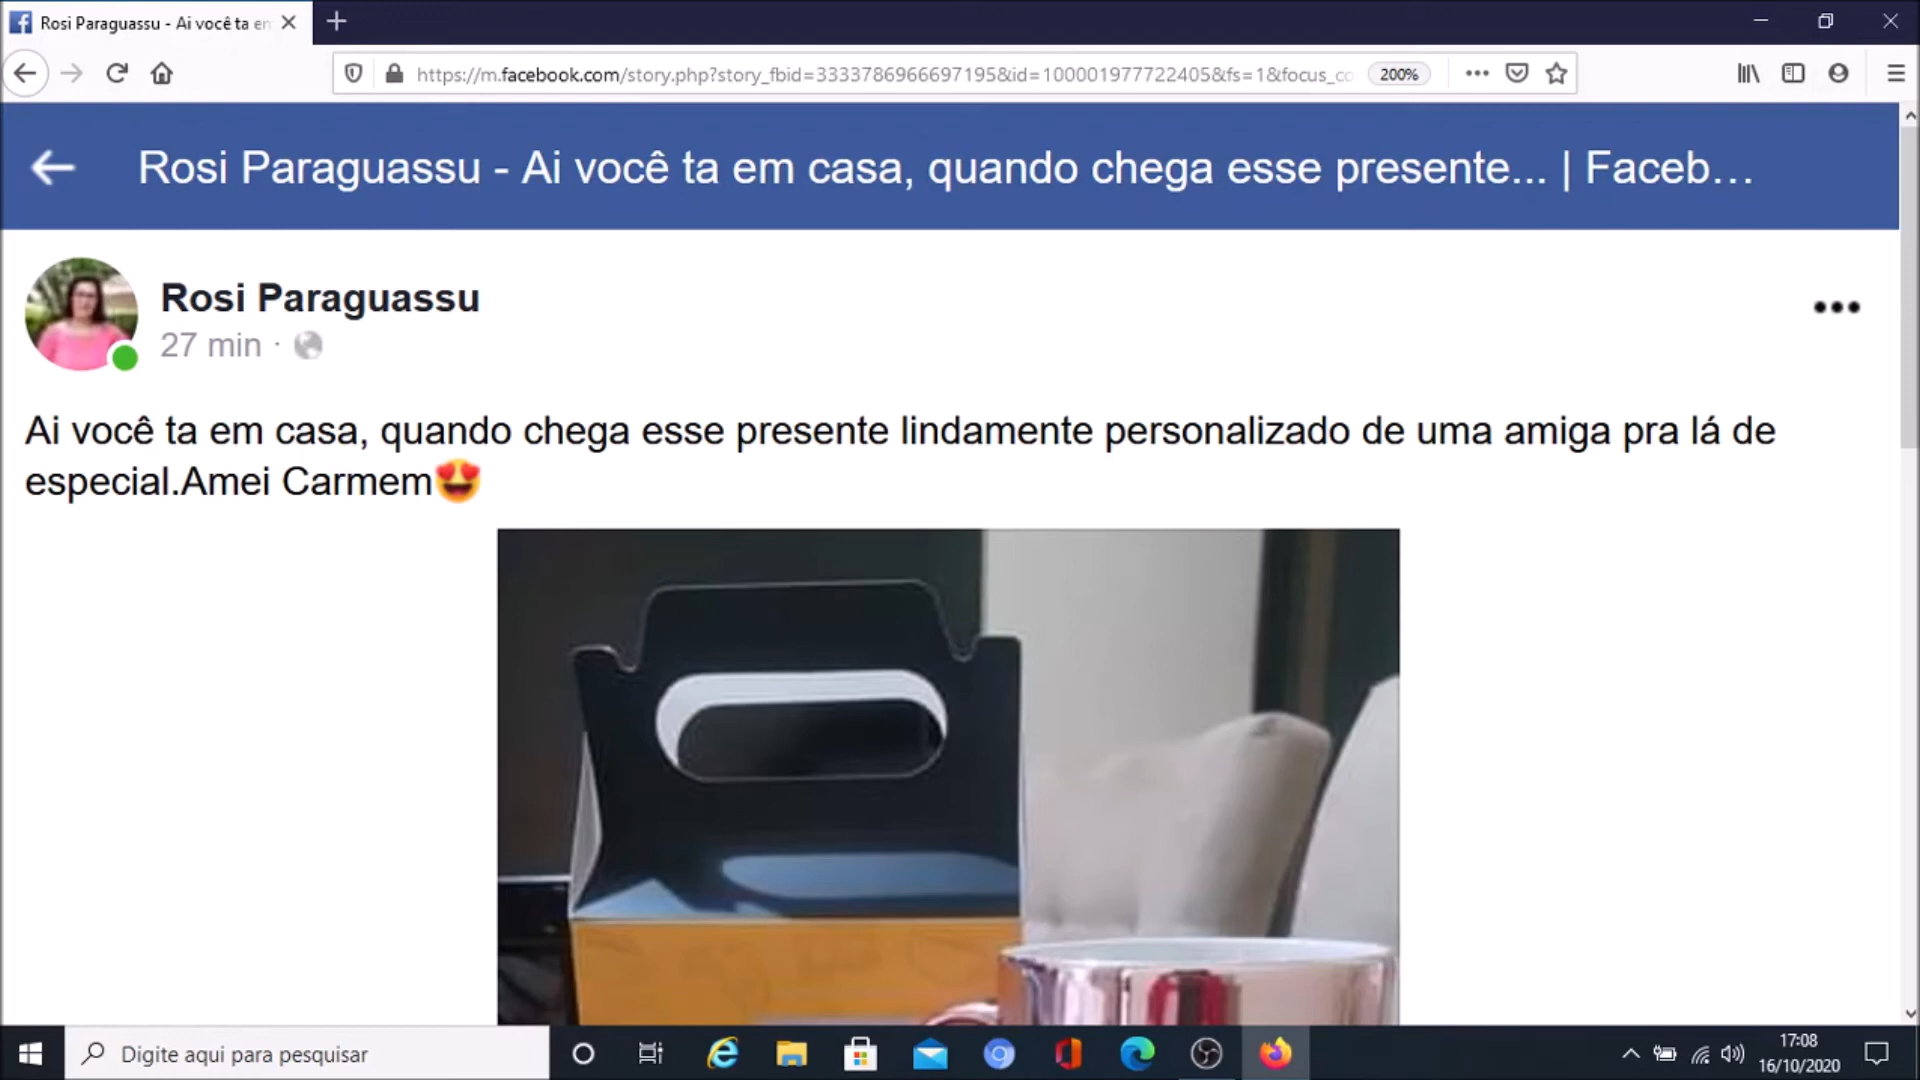 Rosi Paraguassu - Ai você ta en
https://m.facebook.com/story.php?story_fbid=3333786966697195&id=100001977722405&fs=1&focus_co
200%
Rosi Paraguassu - Ai você ta em casa, quando chega esse presente... | Faceb…
Rosi Paraguassu
27 min ·
Ai você ta em casa, quando chega esse presente lindamente personalizado de uma amiga pra lá de
especial.Amei Carmem😍
Digite aqui para pesquisar
17:08
16/10/2020